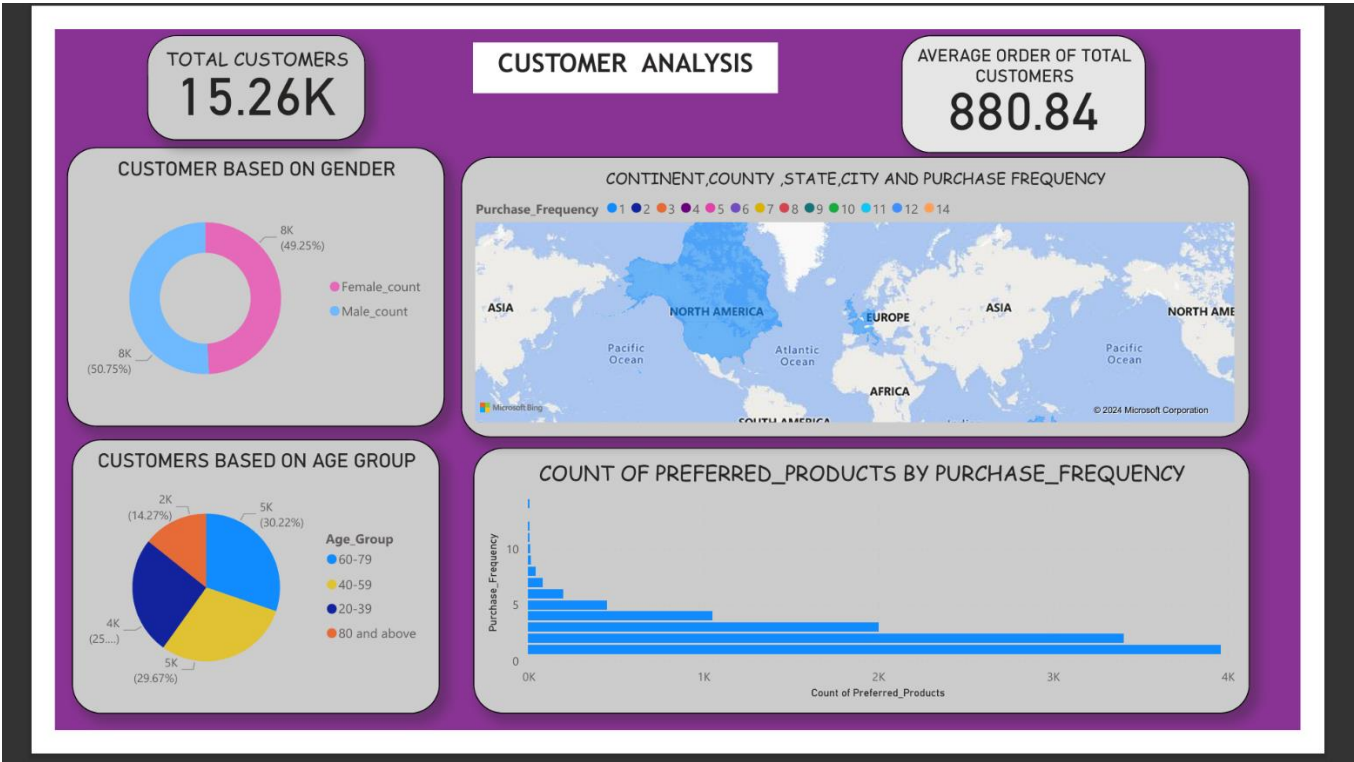 TOTAL CUSTOMERS
15.26K
CUSTOMER ANALYSIS
AVERAGE ORDER OF TOTAL
CUSTOMERS
880.84
CUSTOMER BASED ON GENDER
8K
(49.25%)
Female_count
Male_count
8K
(50.75%)
CONTINENT,COUNTY ,STATE,CITY AND PURCHASE FREQUENCY
Purchase_Frequency 1 2 3 4 5 6 7 8 9 10 11 12 14
ASIA
NORTH AMERICA
EUROPE
ASIA
NORTH AME
Pacific
Ocean
Atlantic
Ocean
Pacific
Ocean
AFRICA
Microsoft Bing
© 2024 Microsoft Corporation
SOUTH AMERICA
CUSTOMERS BASED ON AGE GROUP
2K
(14.27%)
5K
(30.22%)
Age_Group
60-79
40-59
20-39
80 and above
4K
(25....)
5K
(29.67%)
COUNT OF PREFERRED_PRODUCTS BY PURCHASE_FREQUENCY
Purchase_Frequency
10
5
0
0K 1K 2K 3K 4K
Count of Preferred_Products